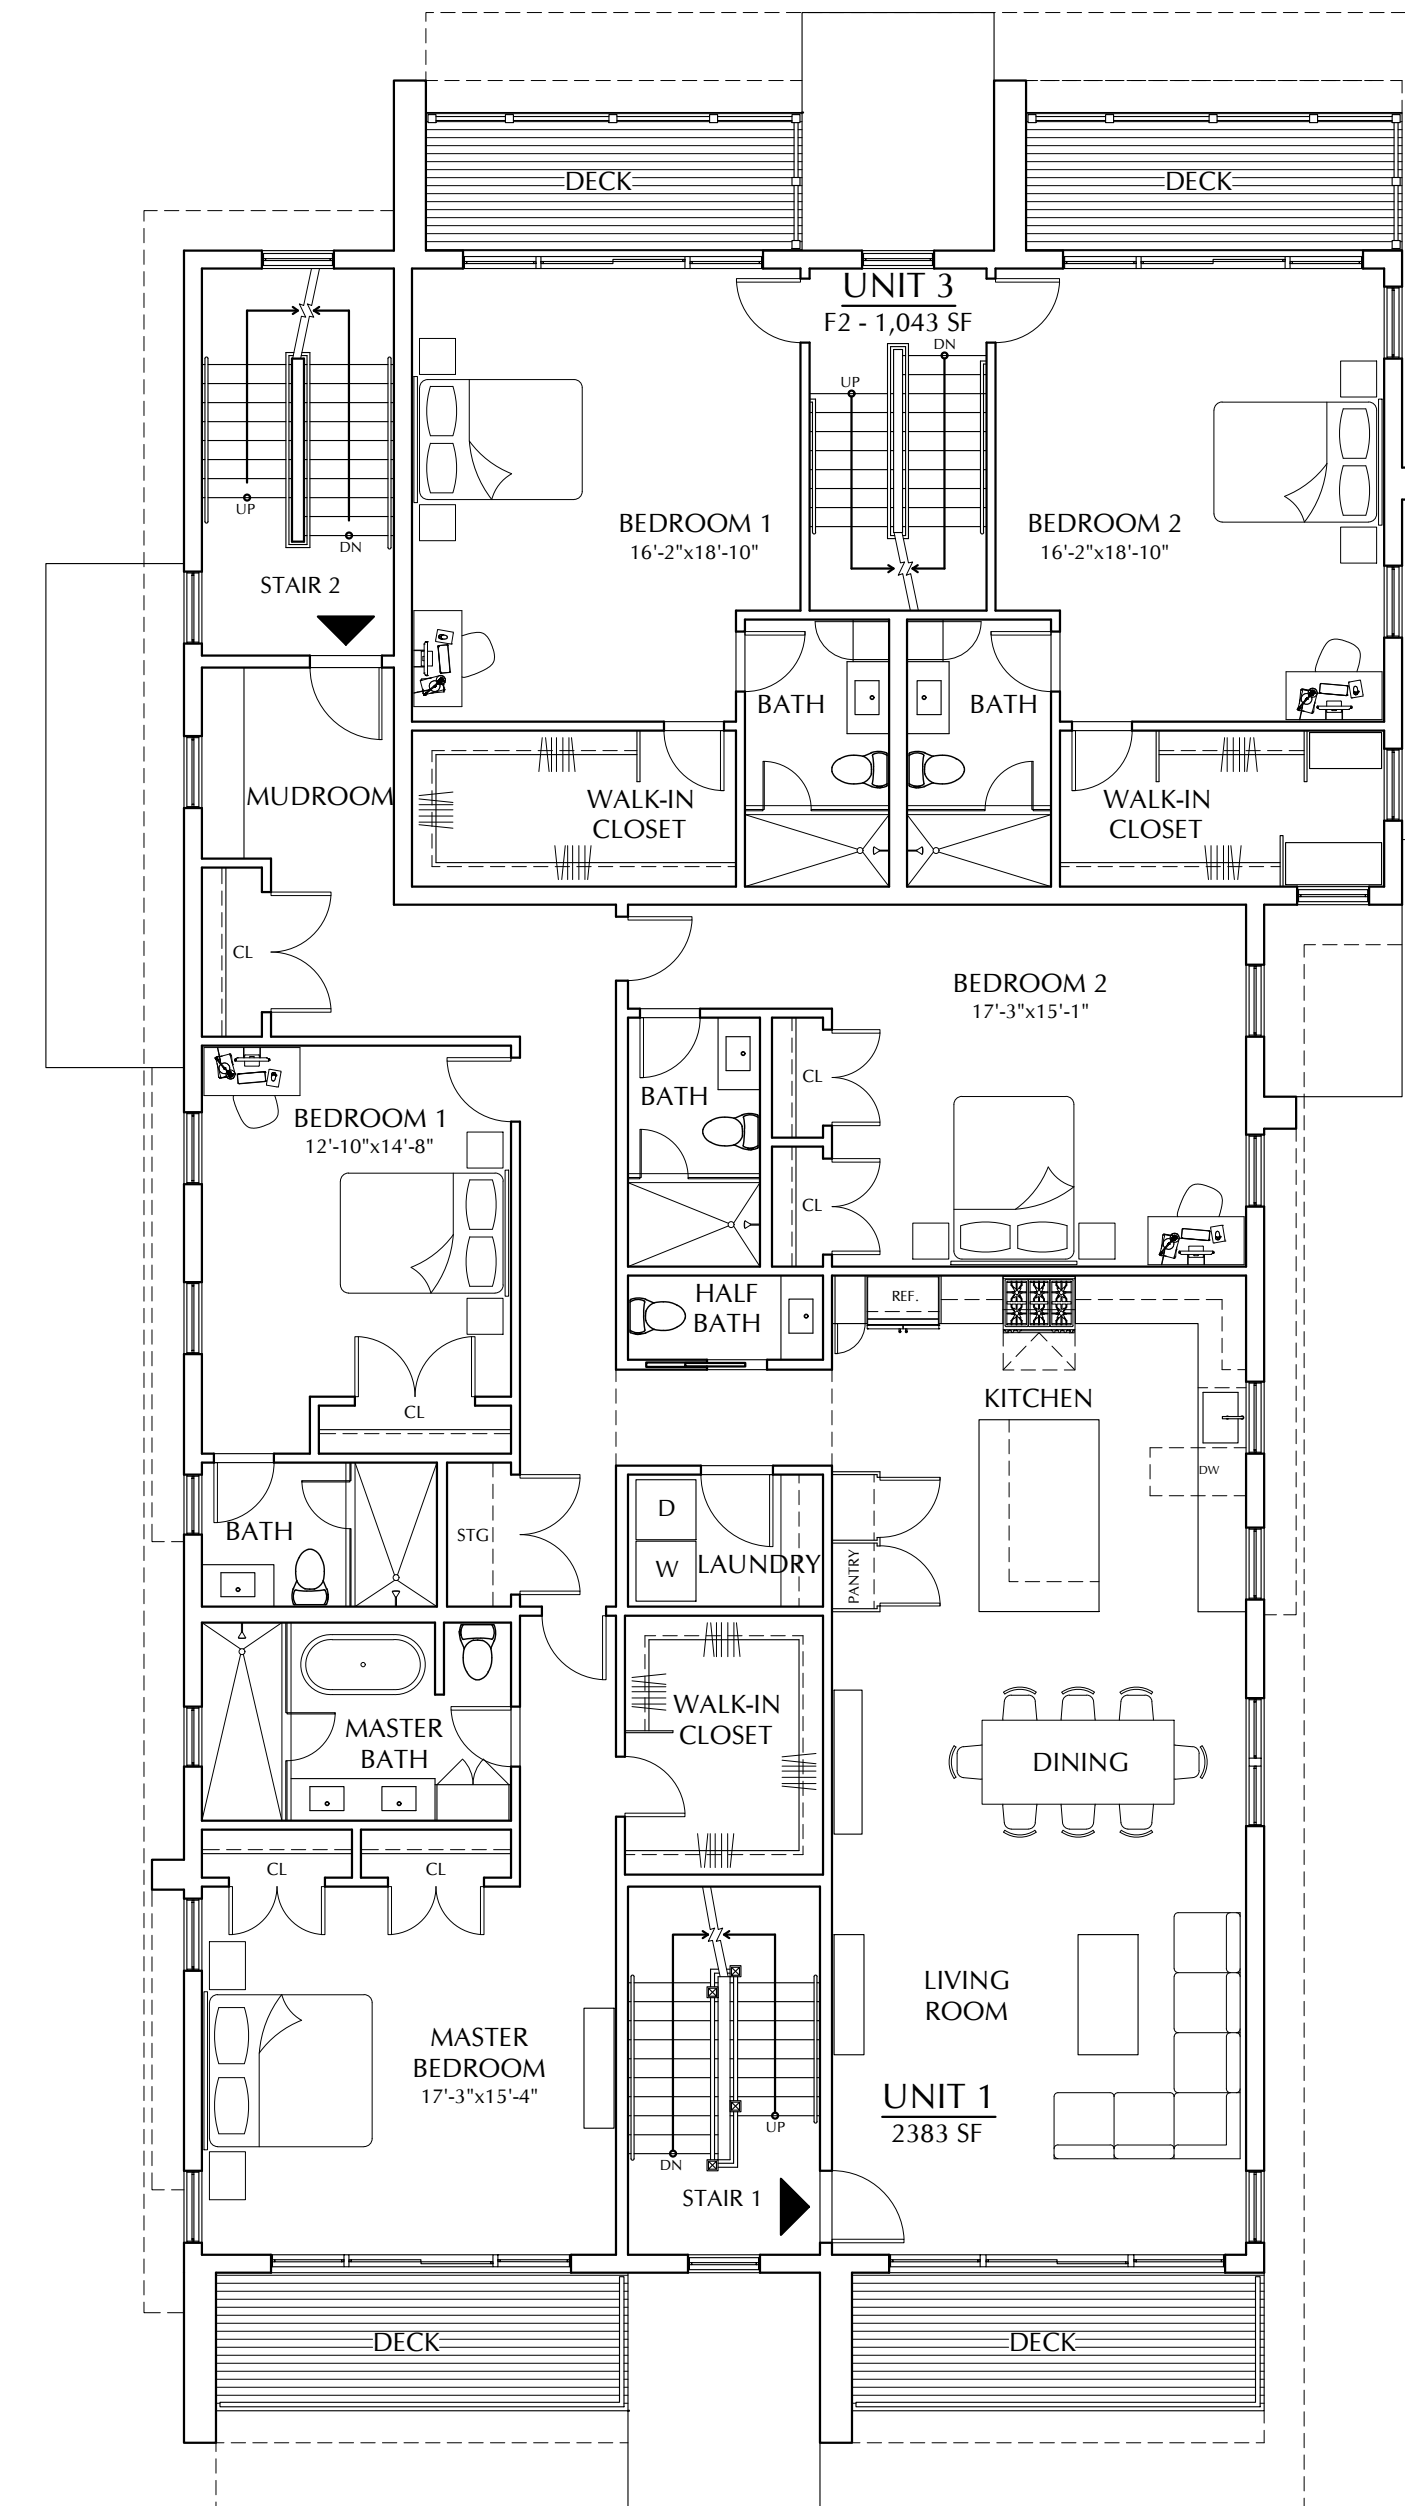 DECK
DECK
UNIT 3
F2 - 1,043 SF
DN
UP
UP
DN
STAIR 2
BEDROOM 1
16'-2"x18'-10"
BEDROOM 2
16'-2"x18'-10"
BATH
BATH
MUDROOM
WALK-IN
CLOSET
WALK-IN
CLOSET
CL
BEDROOM 2
17'-3"x15'-1"
CL
BATH
BEDROOM 1
12'-10"x14'-8"
CL
HALF
BATH
REF.
KITCHEN
CL
DW
D
W
LAUNDRY
PANTRY
STG
BATH
WALK-IN
CLOSET
MASTER
BATH
DINING
CL
CL
LIVING
ROOM
MASTER
BEDROOM
17'-3"x15'-4"
UNIT 1
2383 SF
UP
DN
STAIR 1
DECK
DECK